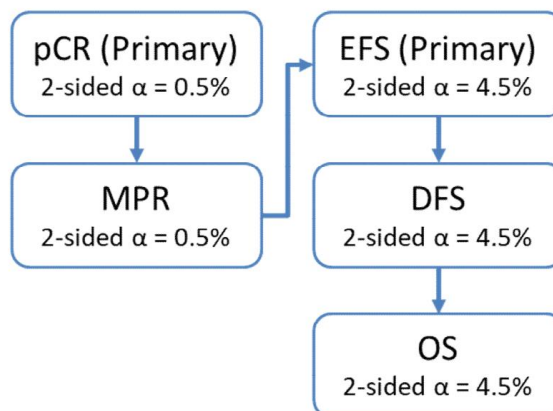 pCR (Primary)
2-sided α = 0.5%
MPR
2-sided α = 0.5%
EFS (Primary)
2-sided α = 4.5%
DFS
2-sided α = 4.5%
OS
2-sided α = 4.5%